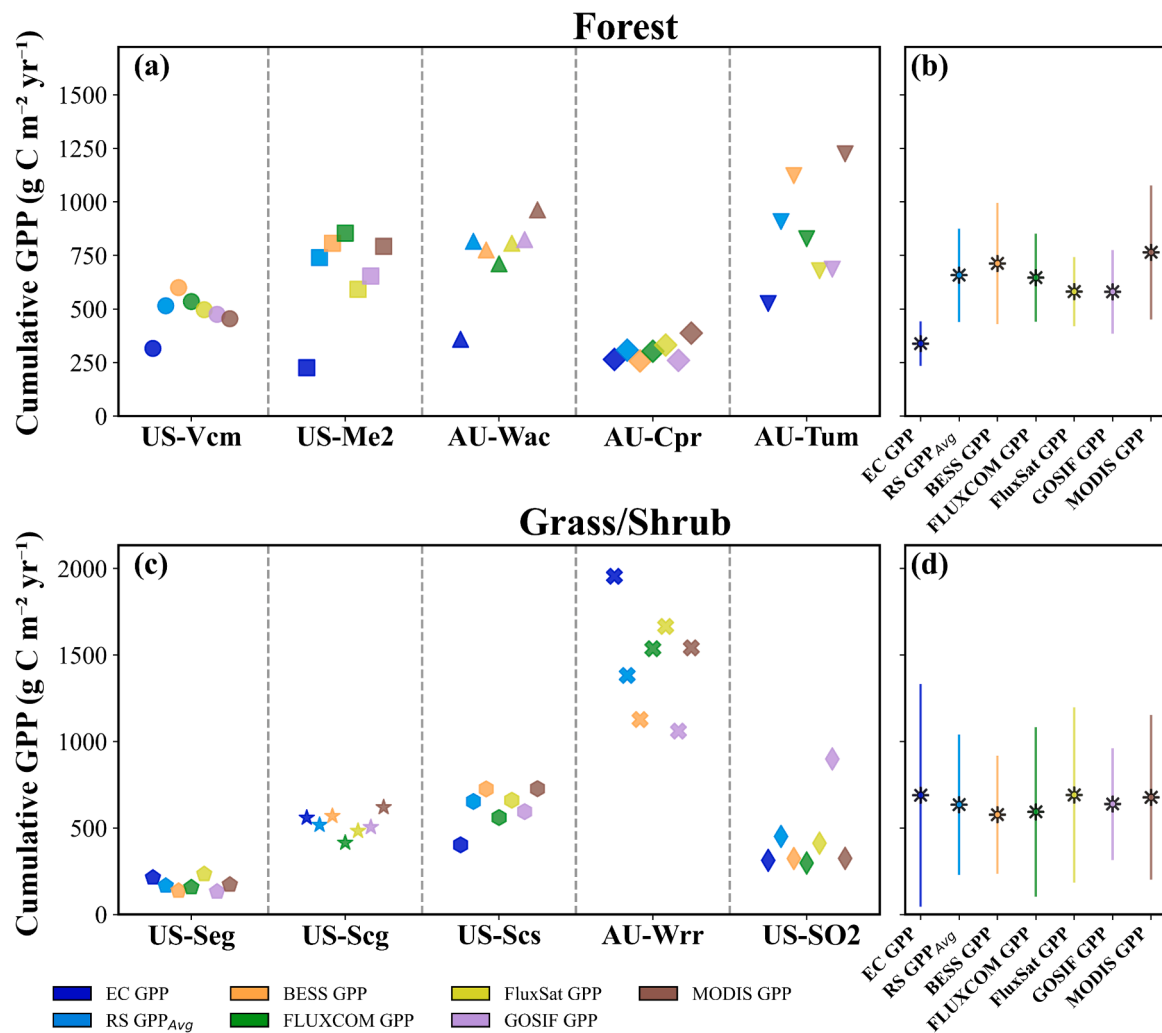 Forest
Cumulative GPP (g C m⁻² yr⁻¹)
(a)
(b)
1500
1250
1000
750
500
250
0
US-Vcm
US-Me2
AU-Wac
AU-Cpr
AU-Tum
EC GPP
RS GPP_Avg
BESS GPP
FLUXCOM GPP
FluxSat GPP
GOSIF GPP
MODIS GPP
Grass/Shrub
Cumulative GPP (g C m⁻² yr⁻¹)
(c)
(d)
2000
1500
1000
500
0
US-Seg
US-Scg
US-Scs
AU-Wrr
US-SO2
EC GPP
RS GPP_Avg
BESS GPP
FLUXCOM GPP
FluxSat GPP
GOSIF GPP
MODIS GPP
EC GPP
RS GPP_Avg
BESS GPP
FLUXCOM GPP
FluxSat GPP
GOSIF GPP
MODIS GPP